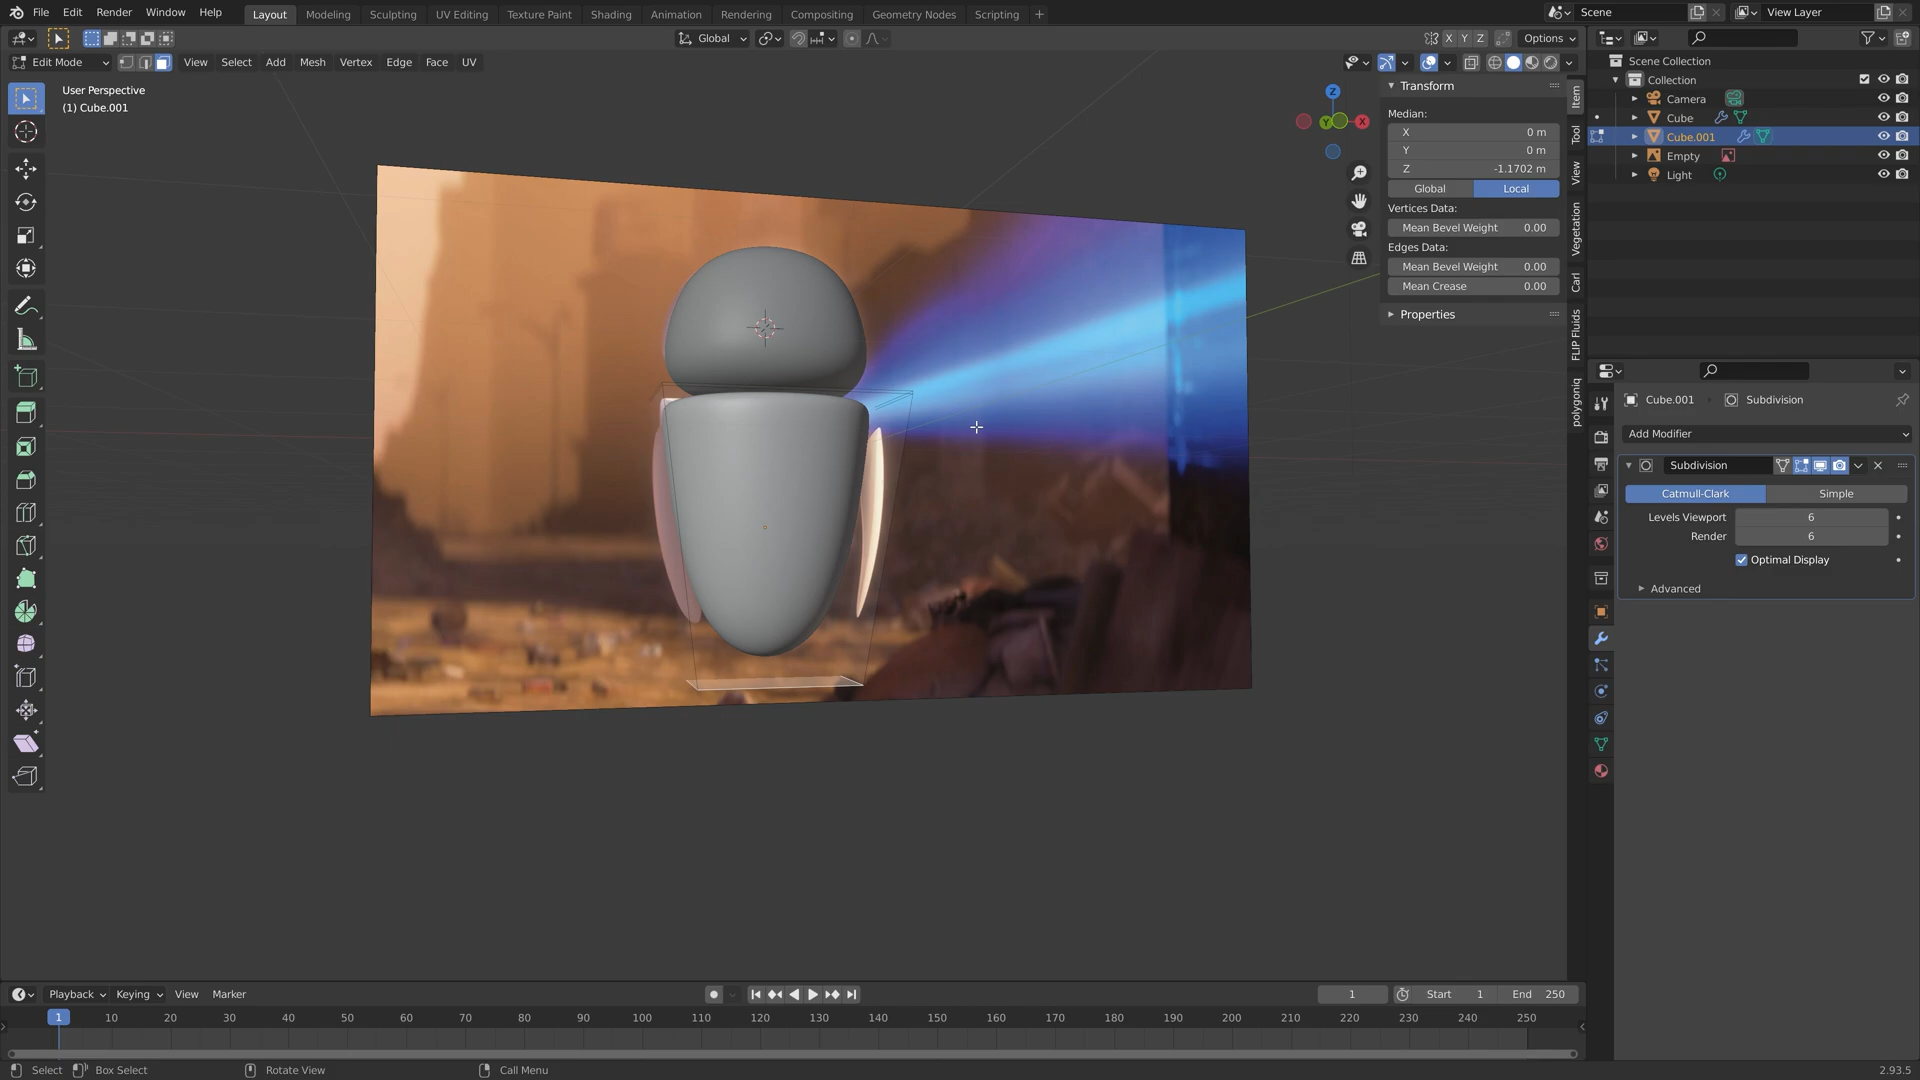 File Edit Render Window Help Layout Modeling Sculpting UV Editing Texture Paint Shading Animation Rendering Compositing Geometry Nodes Scripting + Scene View Layer
Global X Y Z Options
Edit Mode View Select Add Mesh Vertex Edge Face UV
User Perspective
(1) Cube.001
Z
Y
X
Transform
Median:
X 0 m
Y 0 m
Z -1.1702 m
Global Local
Vertices Data:
Mean Bevel Weight 0.00
Edges Data:
Mean Bevel Weight 0.00
Mean Crease 0.00
Properties
Item
Tool
View
Vegetation
Carl
FLIP Fluids
polygoniq
Scene Collection
Collection
Camera
Cube
Cube.001
Empty
Light
Cube.001 Subdivision
Add Modifier
Subdivision
Catmull-Clark Simple
Levels Viewport 6
Render 6
Optimal Display
Advanced
Playback Keying View Marker 1 Start 1 End 250
1 10 20 30 40 50 60 70 80 90 100 110 120 130 140 150 160 170 180 190 200 210 220 230 240 250
Select Box Select Rotate View Call Menu 2.93.5